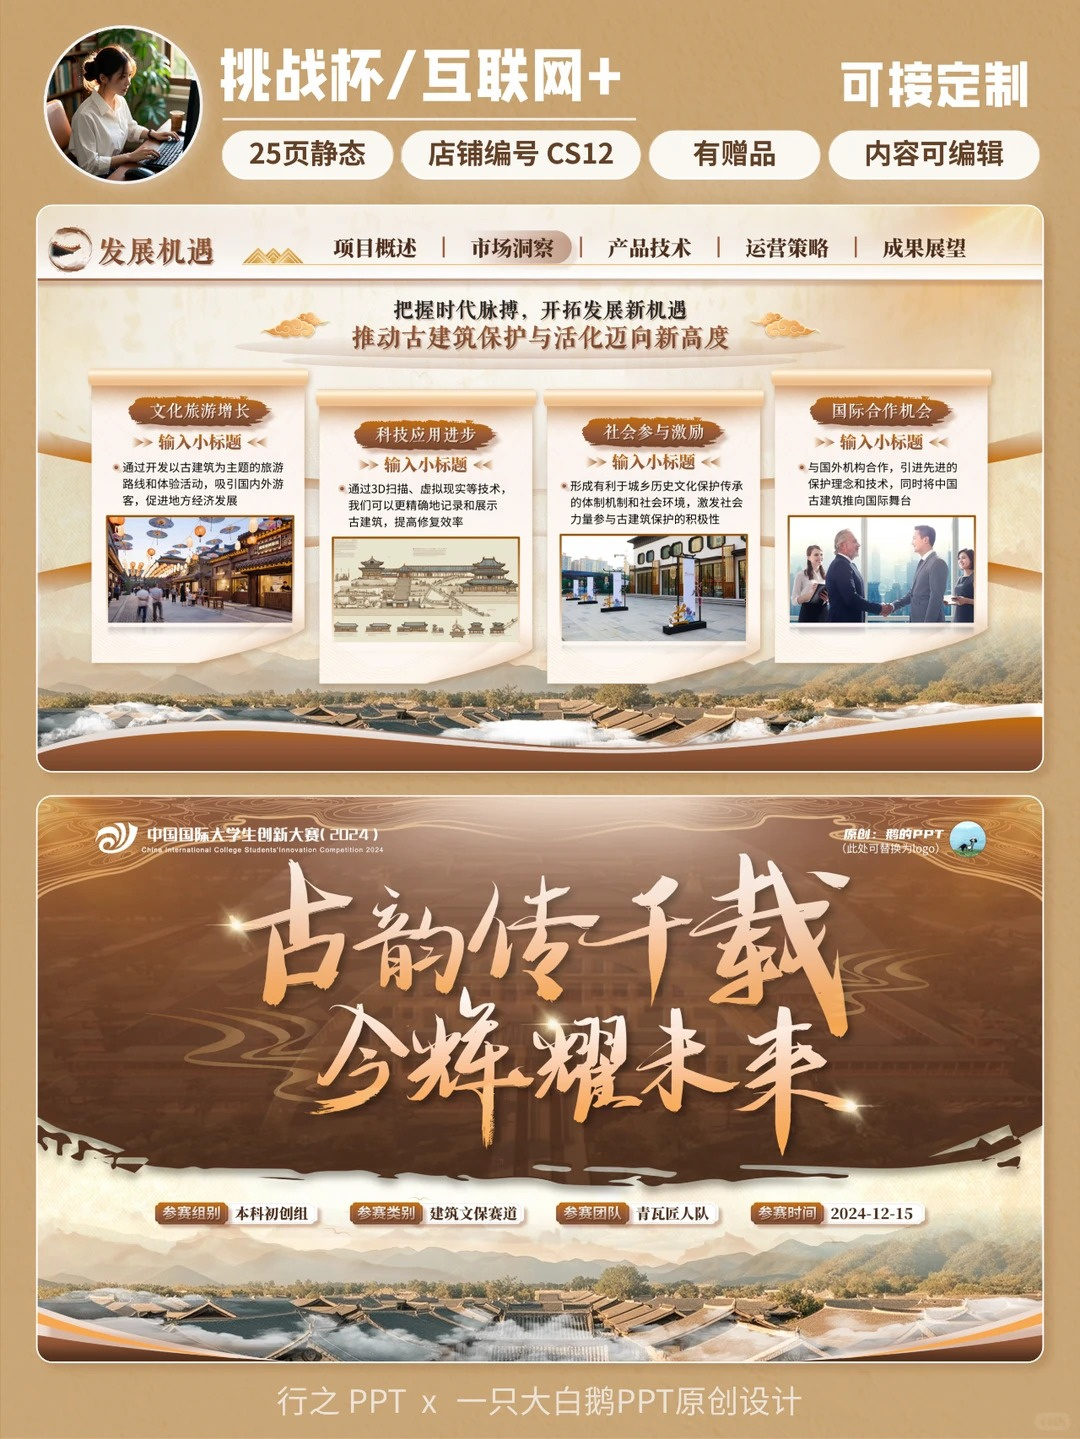 挑战杯/互联网+
可接定制
25页静态
店铺编号 CS12
有赠品
内容可编辑
发展机遇
项目概述
市场洞察
产品技术
运营策略
成果展望
把握时代脉搏，开拓发展新机遇
推动古建筑保护与活化迈向新高度
文化旅游增长
输入小标题
通过开发以古建筑为主题的旅游
路线和体验活动，吸引国内外游
客，促进地方经济发展
科技应用进步
输入小标题
通过3D扫描、虚拟现实等技术，
我们可以更精确地记录和展示
古建筑，提高修复效率
社会参与激励
输入小标题
形成有利于城乡历史文化保护传承
的体制机制和社会环境，激发社会
力量参与古建筑保护的积极性
国际合作机会
输入小标题
与国外机构合作，引进先进的
保护理念和技术，同时将中国
古建筑推向国际舞台
中国国际大学生创新大赛（2024）
China International College Students'Innovation Competition 2024
原创：鹅的PPT
（此处可替换为logo）
古韵传千载
今辉耀未来
参赛组别 本科初创组
参赛类别 建筑文保赛道
参赛团队 青瓦匠人队
参赛时间 2024-12-15
行之 PPT x 一只大白鹅PPT原创设计